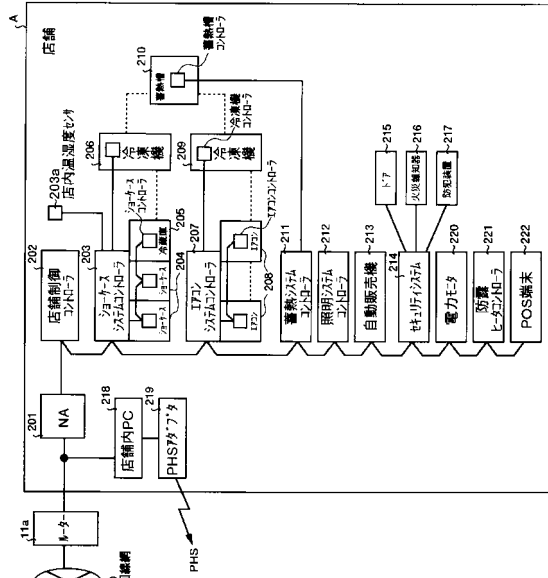 A
店舗
11a
ルーター
回線網
201
NA
202
店舗制御
コントローラ
203a
店内温湿度センサ
203
ショーケース
システムコントローラ
ショーケース
ショーケース
冷蔵庫
ショーケース
コントローラ
204
205
206
冷凍機
207
エアコン
システムコントローラ
エアコン
エアコン
エアコンコントローラ
208
209
冷凍機
冷凍機
コントローラ
210
蓄熱槽
蓄熱槽
コントローラ
211
蓄熱システム
コントローラ
212
照明システム
コントローラ
213
自動販売機
214
セキュリティシステム
ドア
215
火災報知器
216
防犯装置
217
218
店舗内PC
219
PHSアダプタ
PHS
220
電力モニタ
221
防露
ヒータコントローラ
222
POS端末